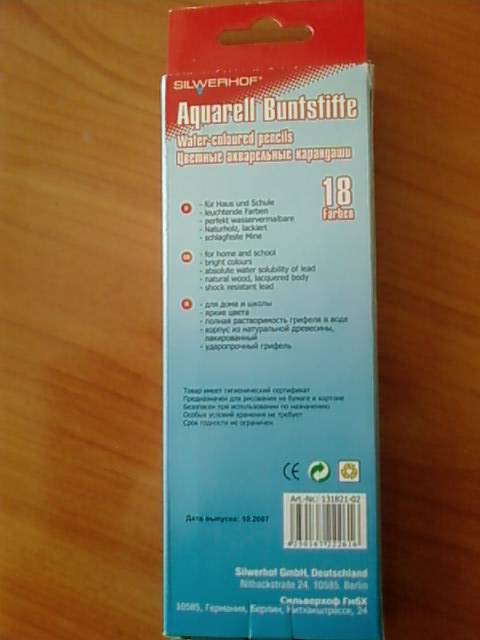 SILWERHOF
Aquarell Buntstifte
Water-coloured pencils
Цветные акварельные карандаши
18
Farben
D
- für Haus und Schule
- leuchtende Farben
- perfekt wasservermalbare
- Naturholz, lackiert
- schlagfeste Mine
GB
- for home and school
- bright colours
- absolute water solubility of lead
- natural wood, lacquered body
- shock resistant lead
- для дома и школы
- яркие цвета
- полная растворимость грифеля в воде
- корпус из натуральной древесины,
лакированный
- ударопрочный грифель
Товар имеет гигиенический сертификат
Предназначен для рисования на бумаге и картоне
Безопасен при использовании по назначению
Особых условий хранения не требует
Срок годности не ограничен
CE
Art.-Nr.: 131821-02
Дата выпуска: 10.2007
Silwerhof GmbH, Deutschland
Nithackstraße 24, 10585, Berlin
Сильверхоф ГмбХ
10585, Германия, Берлин, Нитхакштрассе, 24